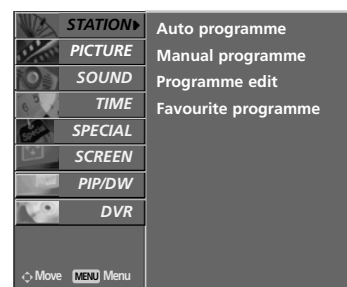 STATION
PICTURE
SOUND
TIME
SPECIAL
SCREEN
PIP/DW
DVR
Move MENU Menu
Auto programme
Manual programme
Programme edit
Favourite programme